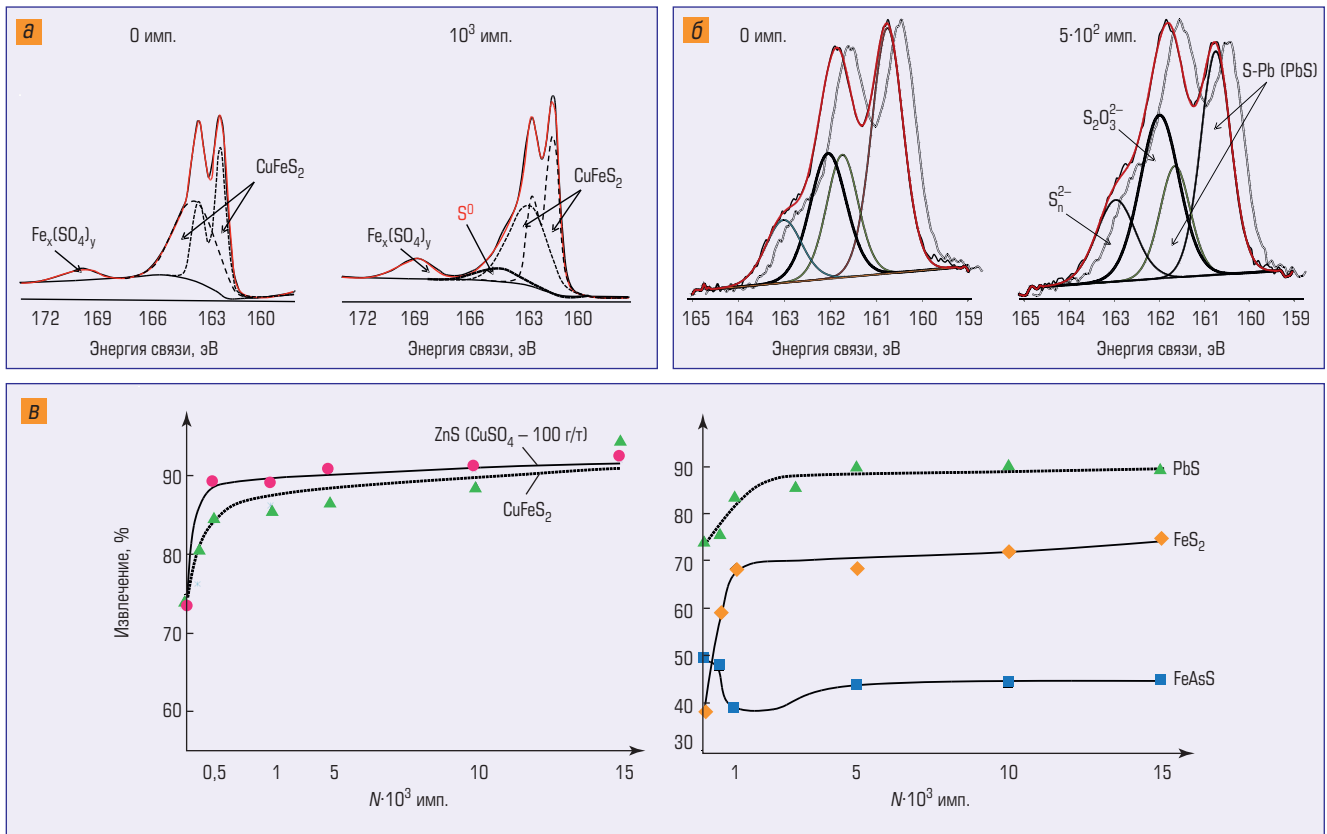 а
0 имп.
10³ имп.
CuFeS₂
Feₓ(SO₄)ᵧ
172 169 166 163 160
Энергия связи, эВ
CuFeS₂
S⁰
Feₓ(SO₄)ᵧ
172 169 166 163 160
Энергия связи, эВ
б
0 имп.
5·10² имп.
165 164 163 162 161 160 159
Энергия связи, эВ
S-Pb (PbS)
S₂O₃²⁻
Sₙ²⁻
165 164 163 162 161 160 159
Энергия связи, эВ
в
Извлечение, %
90
80
70
60
ZnS (CuSO₄ – 100 г/т)
CuFeS₂
0,5 1 5 10 15
N·10³ имп.
90
80
70
60
50
40
30
PbS
FeS₂
FeAsS
1 5 10 15
N·10³ имп.